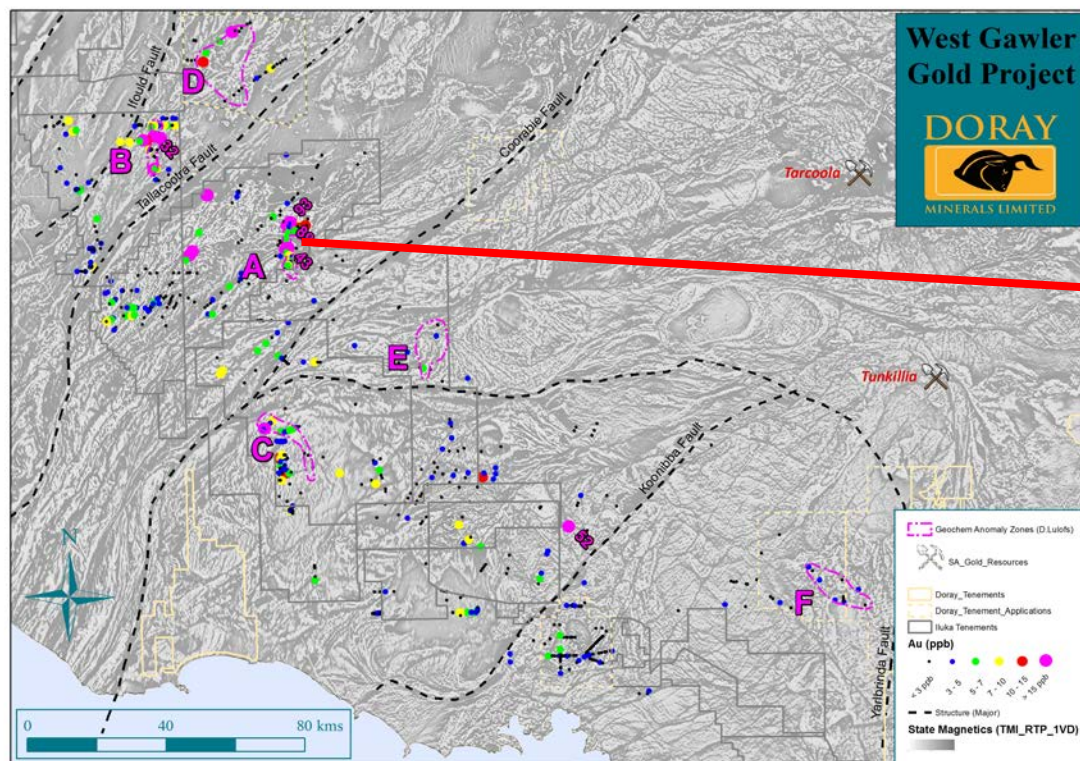 West Gawler
Gold Project
DORAY
MINERALS LIMITED
Ifould Fault
D
Coorabie Fault
B
32
Tallacootra Fault
Tarcoola
93
A
E
Tunkillia
C
Koonibba Fault
N
F
Yarlbrinda Fault
Geochem Anomaly Zones (D.Lulofs)
SA_Gold_Resources
Doray_Tenements
Doray_Tenement_Applications
Iluka Tenements
Au (ppb)
< 3 ppb
3 - 5
5 - 7
7 - 10
10 - 15
> 15 ppb
Structure (Major)
State Magnetics (TMI_RTP_1VD)
0 40 80 kms